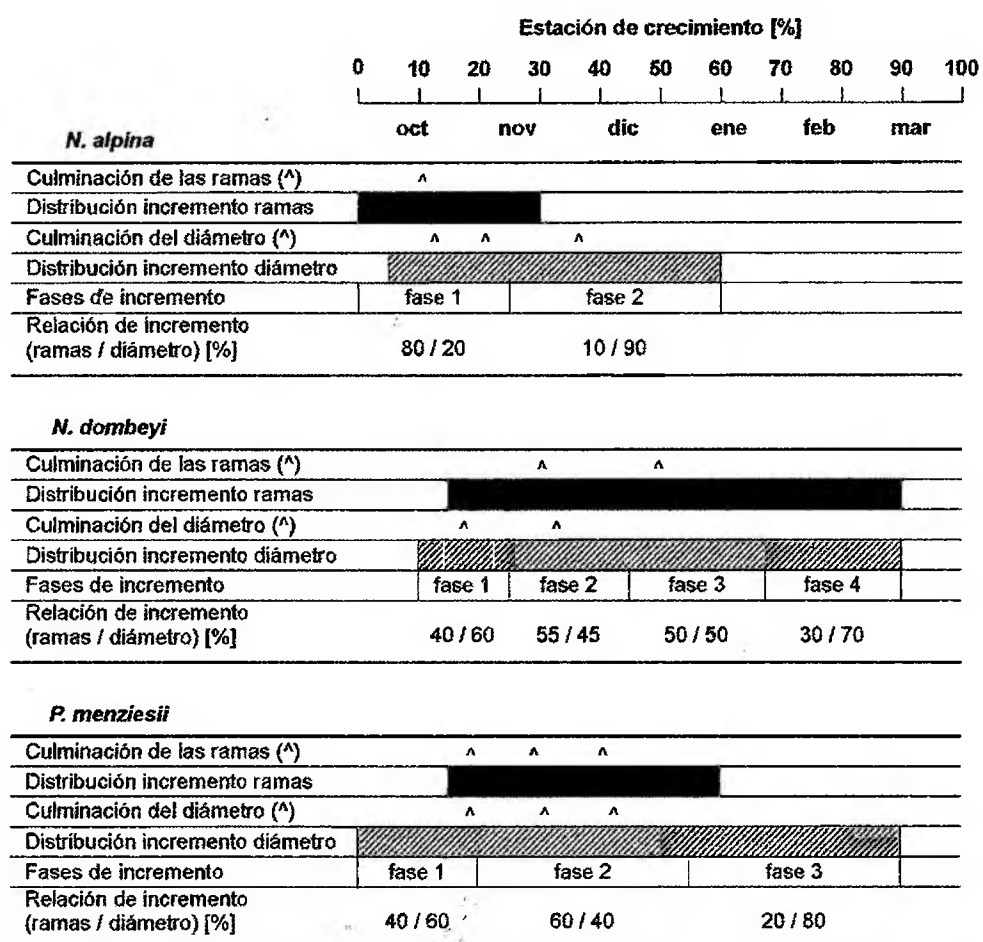 Estación de crecimiento [%]
0 10 20 30 40 50 60 70 80 90 100
oct nov dic ene feb mar
N. alpina
Culminación de las ramas (^) ^
Distribución incremento ramas
Culminación del diámetro (^) ^ ^ ^
Distribución incremento diámetro
Fases de incremento fase 1 fase 2
Relación de incremento
(ramas / diámetro) [%] 80 / 20 10 / 90
N. dombeyi
Culminación de las ramas (^) ^ ^
Distribución incremento ramas
Culminación del diámetro (^) ^ ^
Distribución incremento diámetro
Fases de incremento fase 1 fase 2 fase 3 fase 4
Relación de incremento
(ramas / diámetro) [%] 40 / 60 55 / 45 50 / 50 30 / 70
P. menziesii
Culminación de las ramas (^) ^ ^ ^
Distribución incremento ramas
Culminación del diámetro (^) ^ ^ ^
Distribución incremento diámetro
Fases de incremento fase 1 fase 2 fase 3
Relación de incremento
(ramas / diámetro) [%] 40 / 60 60 / 40 20 / 80